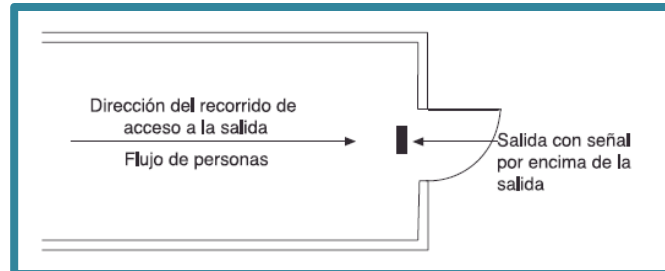 Dirección del recorrido de
acceso a la salida
Flujo de personas
Salida con señal
por encima de la
salida